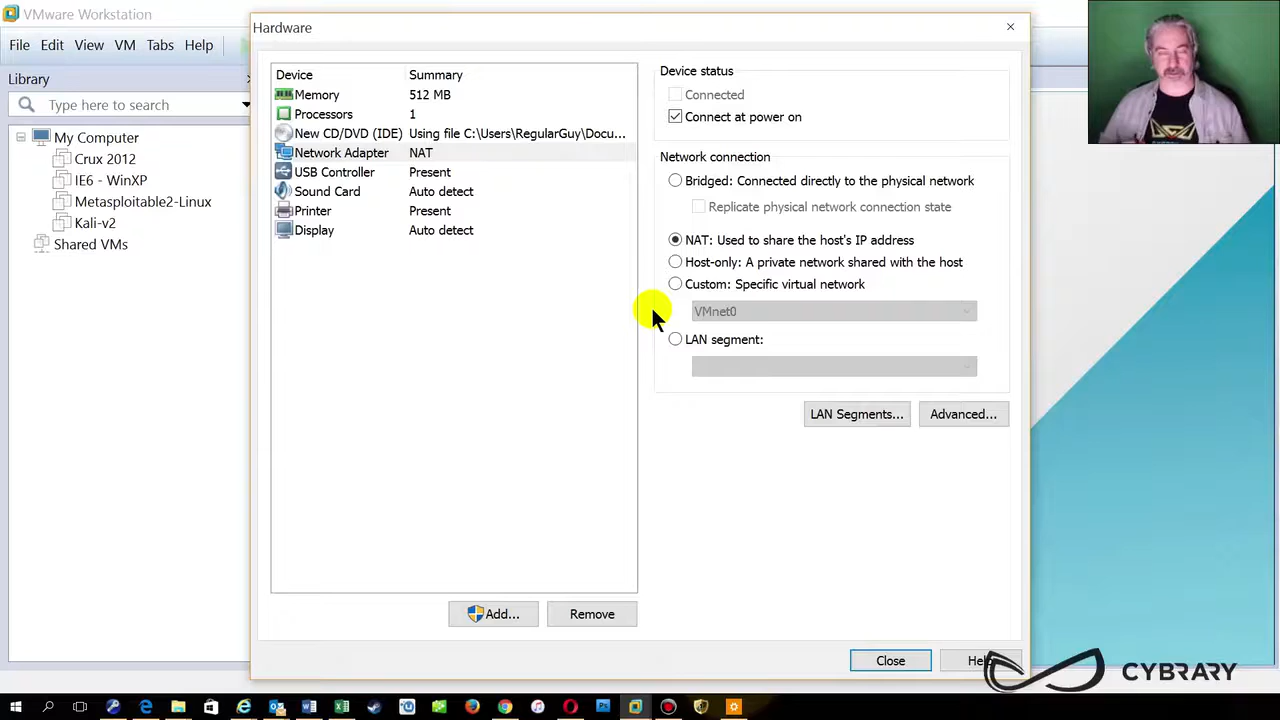 VMware Workstation
File Edit View VM Tabs Help
Library
Type here to search
My Computer
Crux 2012
IE6 - WinXP
Metasploitable2-Linux
Kali-v2
Shared VMs
Hardware
Device Summary
Memory 512 MB
Processors 1
New CD/DVD (IDE) Using file C:\Users\RegularGuy\Docu...
Network Adapter NAT
USB Controller Present
Sound Card Auto detect
Printer Present
Display Auto detect
Add... Remove
Device status
Connected
Connect at power on
Network connection
Bridged: Connected directly to the physical network
Replicate physical network connection state
NAT: Used to share the host's IP address
Host-only: A private network shared with the host
Custom: Specific virtual network
VMnet0
LAN segment:
LAN Segments... Advanced...
Close Help
CYBRARY